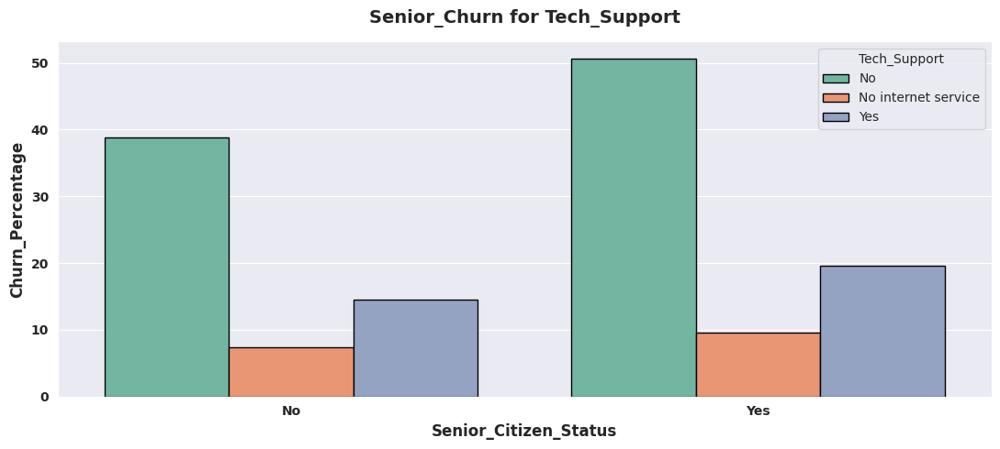 Senior_Churn for Tech_Support
Churn_Percentage
50
40
30
20
10
0
Tech_Support
No
No internet service
Yes
No
Yes
Senior_Citizen_Status